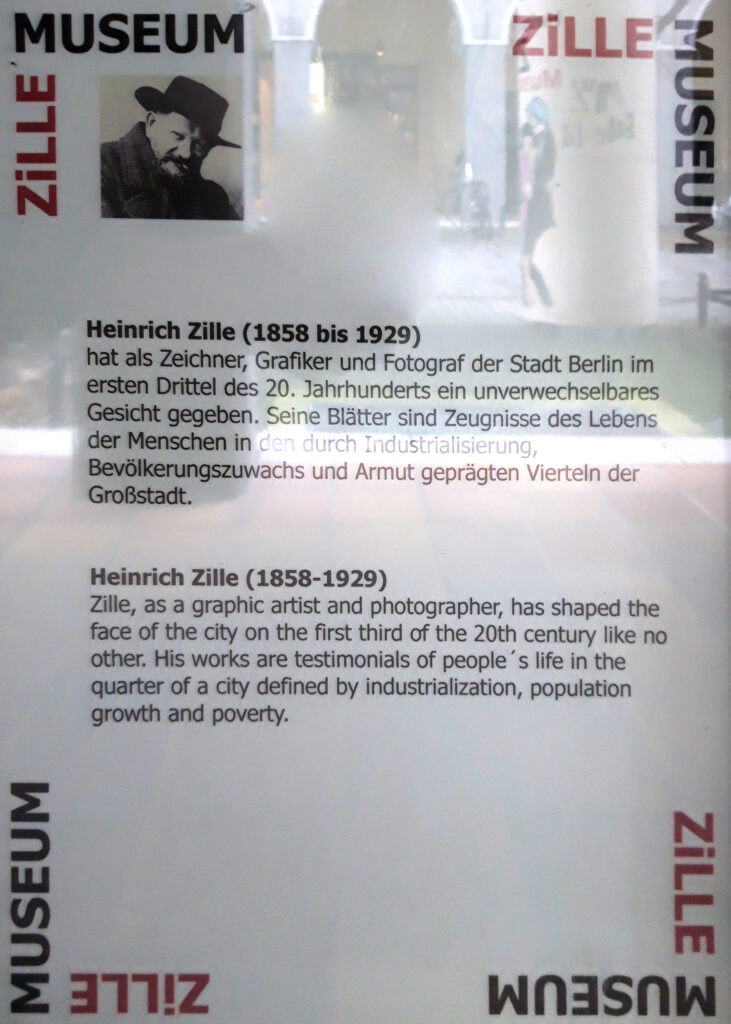 MUSEUM
ZiLLE
ZiLLE
MUSEUM
Heinrich Zille (1858 bis 1929)
hat als Zeichner, Grafiker und Fotograf der Stadt Berlin im
ersten Drittel des 20. Jahrhunderts ein unverwechselbares
Gesicht gegeben. Seine Blätter sind Zeugnisse des Lebens
der Menschen in den durch Industrialisierung,
Bevölkerungszuwachs und Armut geprägten Vierteln der
Großstadt.
Heinrich Zille (1858-1929)
Zille, as a graphic artist and photographer, has shaped the
face of the city on the first third of the 20th century like no
other. His works are testimonials of people´s life in the
quarter of a city defined by industrialization, population
growth and poverty.
MUSEUM
ZiLLE
ZiLLE
MUSEUM